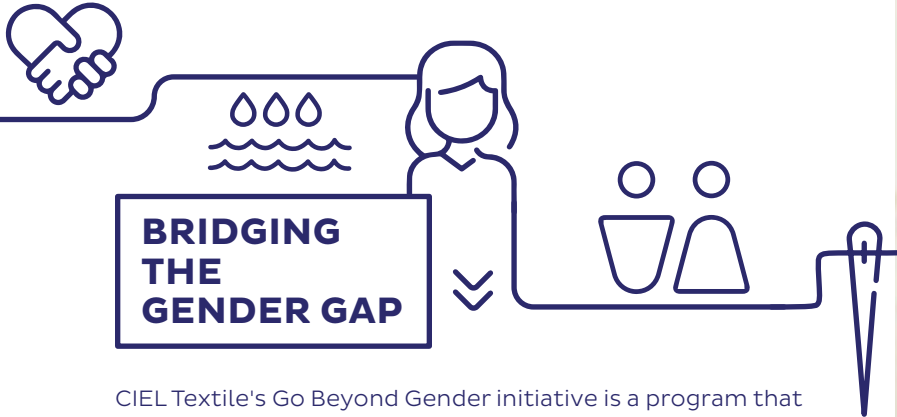 BRIDGING
THE
GENDER GAP
CIEL Textile's Go Beyond Gender initiative is a program that